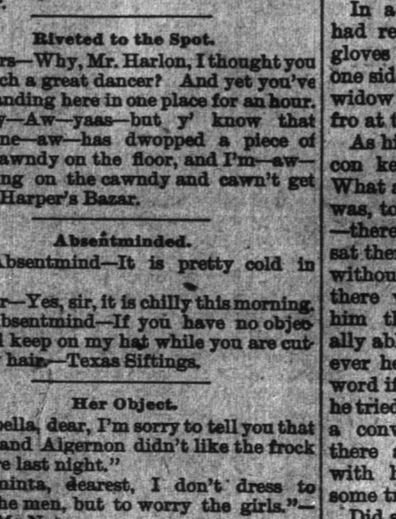 Riveted to the Spot.
rs—Why, Mr. Harlon, I thought you
ch a great dancer? And yet you've
anding here in one place for an hour.
y—Aw—yaas—but y' know that
ne—aw—has dwopped a piece of
awndy on the floor, and I'm—aw—
ng on the cawndy and cawn't get
Harper's Bazar.
Absentminded.
Absentmind—It is pretty cold in
r—Yes, sir, it is chilly this morning.
bsentmind—If you have no objec-
l keep on my hat while you are cut-
hair.—Texas Siftings.
Her Object.
bella, dear, I'm sorry to tell you that
and Algernon didn't like the frock
e last night."
minta, dearest, I don't dress to
he men, but to worry the girls."—
In a
had re
gloves
one sid
widow
fro at t
As hi
con ke
What a
was, to
—there
sat ther
withou
there w
him th
ally abl
ever he
word if
he tried
a conv
there a
with h
some tr
Did s